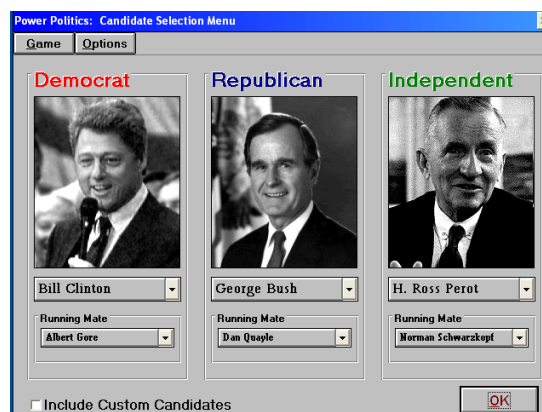 Power Politics: Candidate Selection Menu
Game Options
Democrat Republican Independent
Bill Clinton George Bush H. Ross Perot
Running Mate Running Mate Running Mate
Albert Gore Dan Quayle Norman Schwarzkopf
Include Custom Candidates OK